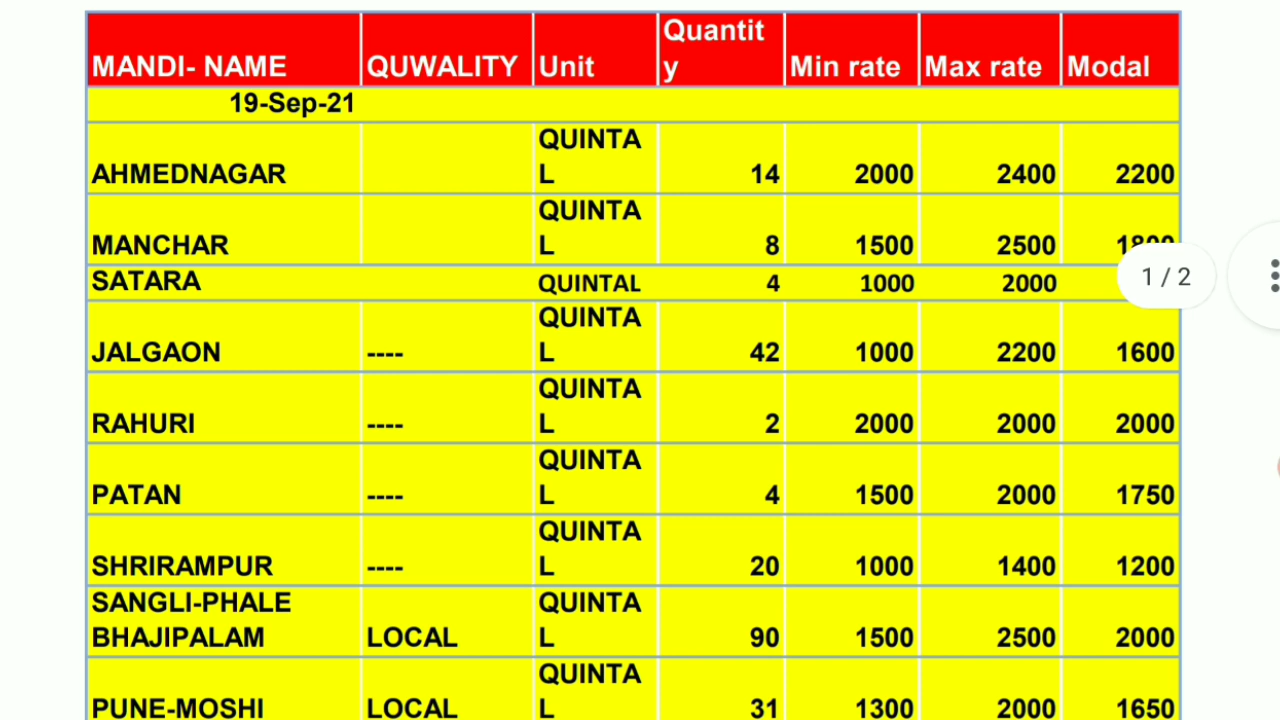 MANDI- NAME QUWALITY Unit Quantit y Min rate Max rate Modal
19-Sep-21
AHMEDNAGAR QUINTA L 14 2000 2400 2200
MANCHAR QUINTA L 8 1500 2500 1800
SATARA QUINTAL 4 1000 2000
1 / 2
JALGAON ---- QUINTA L 42 1000 2200 1600
RAHURI ---- QUINTA L 2 2000 2000 2000
PATAN ---- QUINTA L 4 1500 2000 1750
SHRIRAMPUR ---- QUINTA L 20 1000 1400 1200
SANGLI-PHALE BHAJIPALAM LOCAL QUINTA L 90 1500 2500 2000
PUNE-MOSHI LOCAL QUINTA L 31 1300 2000 1650